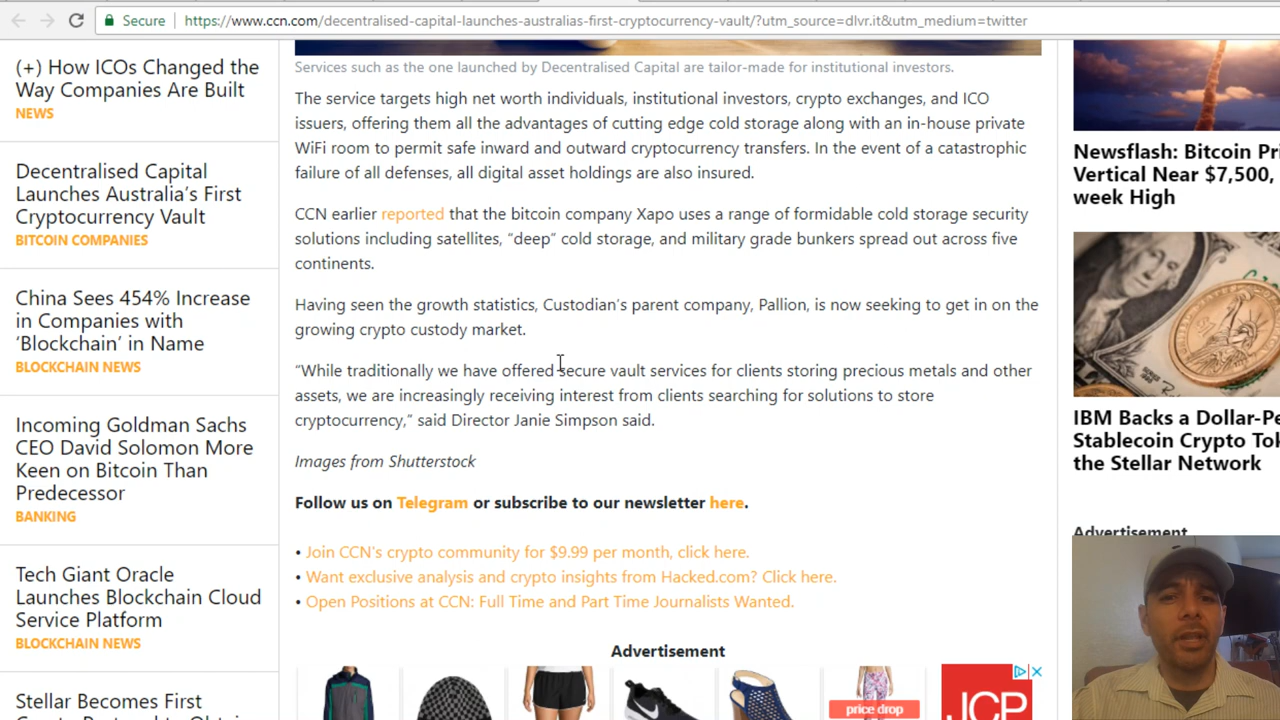 Secure
https://www.ccn.com/decentralised-capital-launches-australias-first-cryptocurrency-vault/?utm_source=dlvr.it&utm_medium=twitter
(+) How ICOs Changed the
Way Companies Are Built
NEWS
Decentralised Capital
Launches Australia's First
Cryptocurrency Vault
BITCOIN COMPANIES
China Sees 454% Increase
in Companies with
'Blockchain' in Name
BLOCKCHAIN NEWS
Incoming Goldman Sachs
CEO David Solomon More
Keen on Bitcoin Than
Predecessor
BANKING
Tech Giant Oracle
Launches Blockchain Cloud
Service Platform
BLOCKCHAIN NEWS
Stellar Becomes First
Services such as the one launched by Decentralised Capital are tailor-made for institutional investors.
The service targets high net worth individuals, institutional investors, crypto exchanges, and ICO
issuers, offering them all the advantages of cutting edge cold storage along with an in-house private
WiFi room to permit safe inward and outward cryptocurrency transfers. In the event of a catastrophic
failure of all defenses, all digital asset holdings are also insured.
CCN earlier reported that the bitcoin company Xapo uses a range of formidable cold storage security
solutions including satellites, "deep" cold storage, and military grade bunkers spread out across five
continents.
Having seen the growth statistics, Custodian's parent company, Pallion, is now seeking to get in on the
growing crypto custody market.
"While traditionally we have offered secure vault services for clients storing precious metals and other
assets, we are increasingly receiving interest from clients searching for solutions to store
cryptocurrency," said Director Janie Simpson said.
Images from Shutterstock
Follow us on Telegram or subscribe to our newsletter here.
• Join CCN's crypto community for $9.99 per month, click here.
• Want exclusive analysis and crypto insights from Hacked.com? Click here.
• Open Positions at CCN: Full Time and Part Time Journalists Wanted.
Advertisement
price drop
JCP
Newsflash: Bitcoin Pri
Vertical Near $7,500,
week High
IBM Backs a Dollar-Pe
Stablecoin Crypto Tok
the Stellar Network
Advertisement